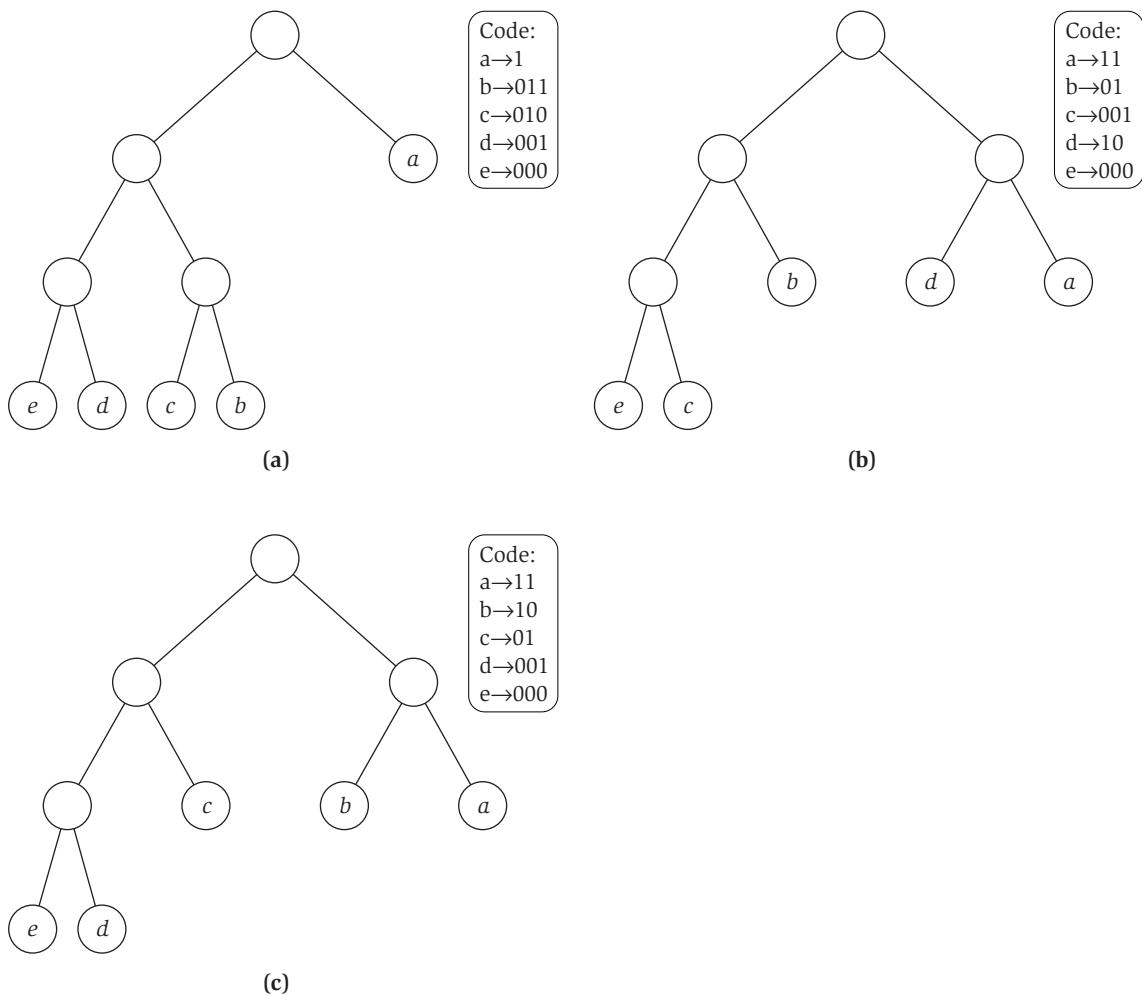 Code:
a→1
b→011
c→010
d→001
e→000
a
e
d
c
b
(a)
Code:
a→11
b→01
c→001
d→10
e→000
b
d
a
e
c
(b)
Code:
a→11
b→10
c→01
d→001
e→000
c
b
a
e
d
(c)